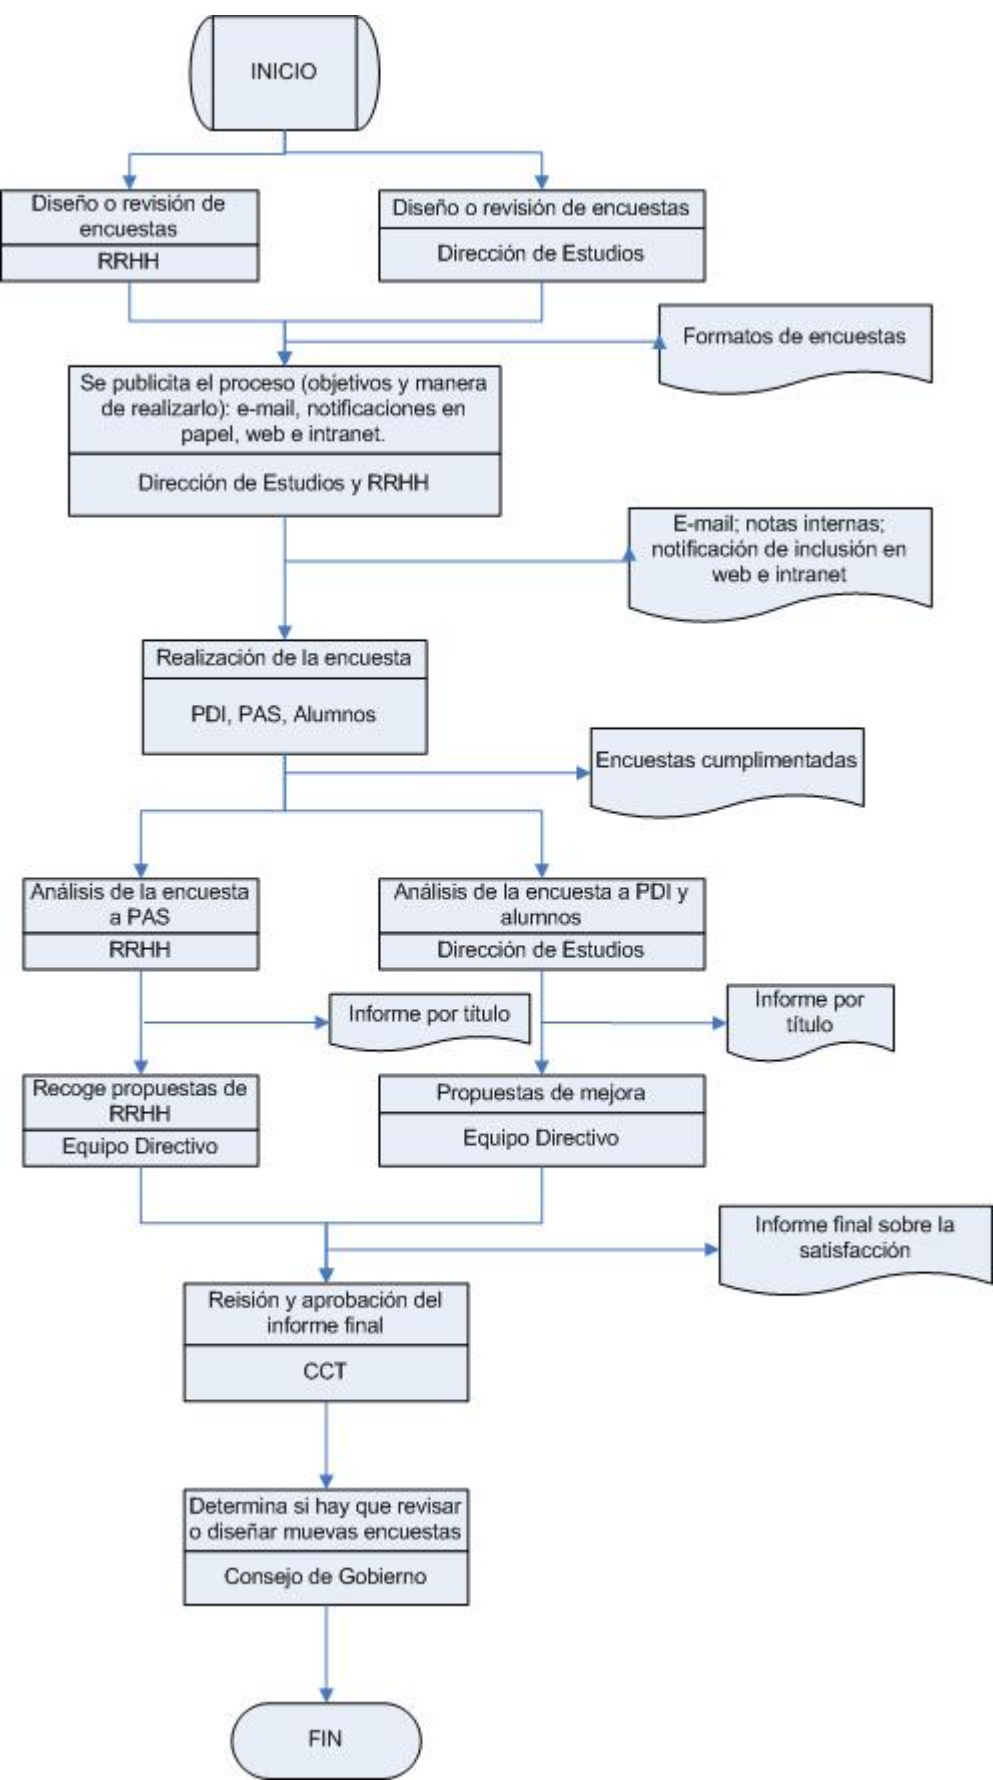 INICIO
Diseño o revisión de
encuestas
RRHH
Diseño o revisión de encuestas
Dirección de Estudios
Formatos de encuestas
Se publicita el proceso (objetivos y manera
de realizarlo): e-mail, notificaciones en
papel, web e intranet.
Dirección de Estudios y RRHH
E-mail; notas internas;
notificación de inclusión en
web e intranet
Realización de la encuesta
PDI, PAS, Alumnos
Encuestas cumplimentadas
Análisis de la encuesta
a PAS
RRHH
Análisis de la encuesta a PDI y
alumnos
Dirección de Estudios
Informe por título
Informe por
título
Recoge propuestas de
RRHH
Equipo Directivo
Propuestas de mejora
Equipo Directivo
Informe final sobre la
satisfacción
Reisión y aprobación del
informe final
CCT
Determina si hay que revisar
o diseñar muevas encuestas
Consejo de Gobierno
FIN